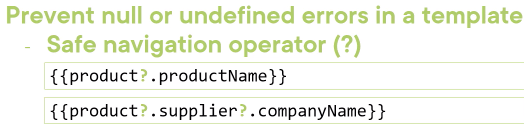 Prevent null or undefined errors in a template
- Safe navigation operator (?)
{{product?.productName}}
{{product?.supplier?.companyName}}